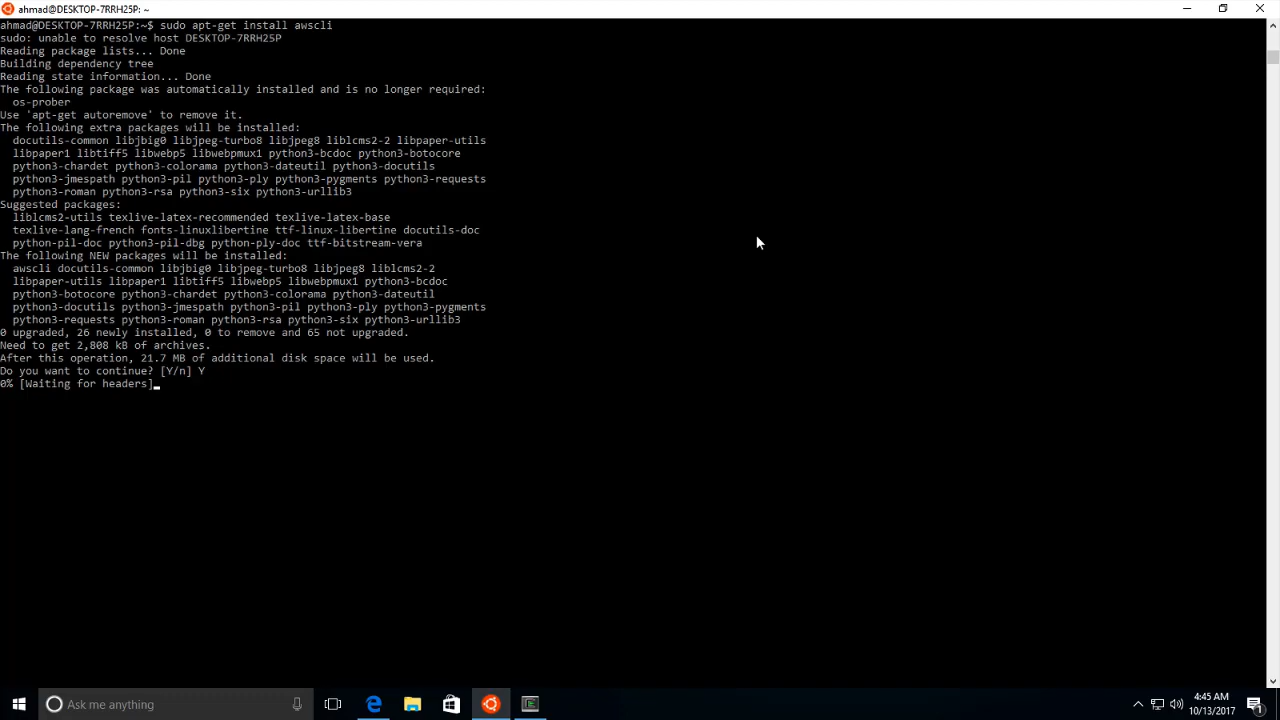 ahmad@DESKTOP-7RRH25P: ~
ahmad@DESKTOP-7RRH25P:~$ sudo apt-get install awscli
sudo: unable to resolve host DESKTOP-7RRH25P
Reading package lists... Done
Building dependency tree
Reading state information... Done
The following package was automatically installed and is no longer required:
  os-prober
Use 'apt-get autoremove' to remove it.
The following extra packages will be installed:
  docutils-common libjbig0 libjpeg-turbo8 libjpeg8 liblcms2-2 libpaper-utils
  libpaper1 libtiff5 libwebp5 libwebpmux1 python3-bcdoc python3-botocore
  python3-chardet python3-colorama python3-dateutil python3-docutils
  python3-jmespath python3-pil python3-ply python3-pygments python3-requests
  python3-roman python3-rsa python3-six python3-urllib3
Suggested packages:
  liblcms2-utils texlive-latex-recommended texlive-latex-base
  texlive-lang-french fonts-linuxlibertine ttf-linux-libertine docutils-doc
  python-pil-doc python3-pil-dbg python-ply-doc ttf-bitstream-vera
The following NEW packages will be installed:
  awscli docutils-common libjbig0 libjpeg-turbo8 libjpeg8 liblcms2-2
  libpaper-utils libpaper1 libtiff5 libwebp5 libwebpmux1 python3-bcdoc
  python3-botocore python3-chardet python3-colorama python3-dateutil
  python3-docutils python3-jmespath python3-pil python3-ply python3-pygments
  python3-requests python3-roman python3-rsa python3-six python3-urllib3
0 upgraded, 26 newly installed, 0 to remove and 65 not upgraded.
Need to get 2,808 kB of archives.
After this operation, 21.7 MB of additional disk space will be used.
Do you want to continue? [Y/n] Y
0% [Waiting for headers]
Ask me anything
4:45 AM
10/13/2017
1